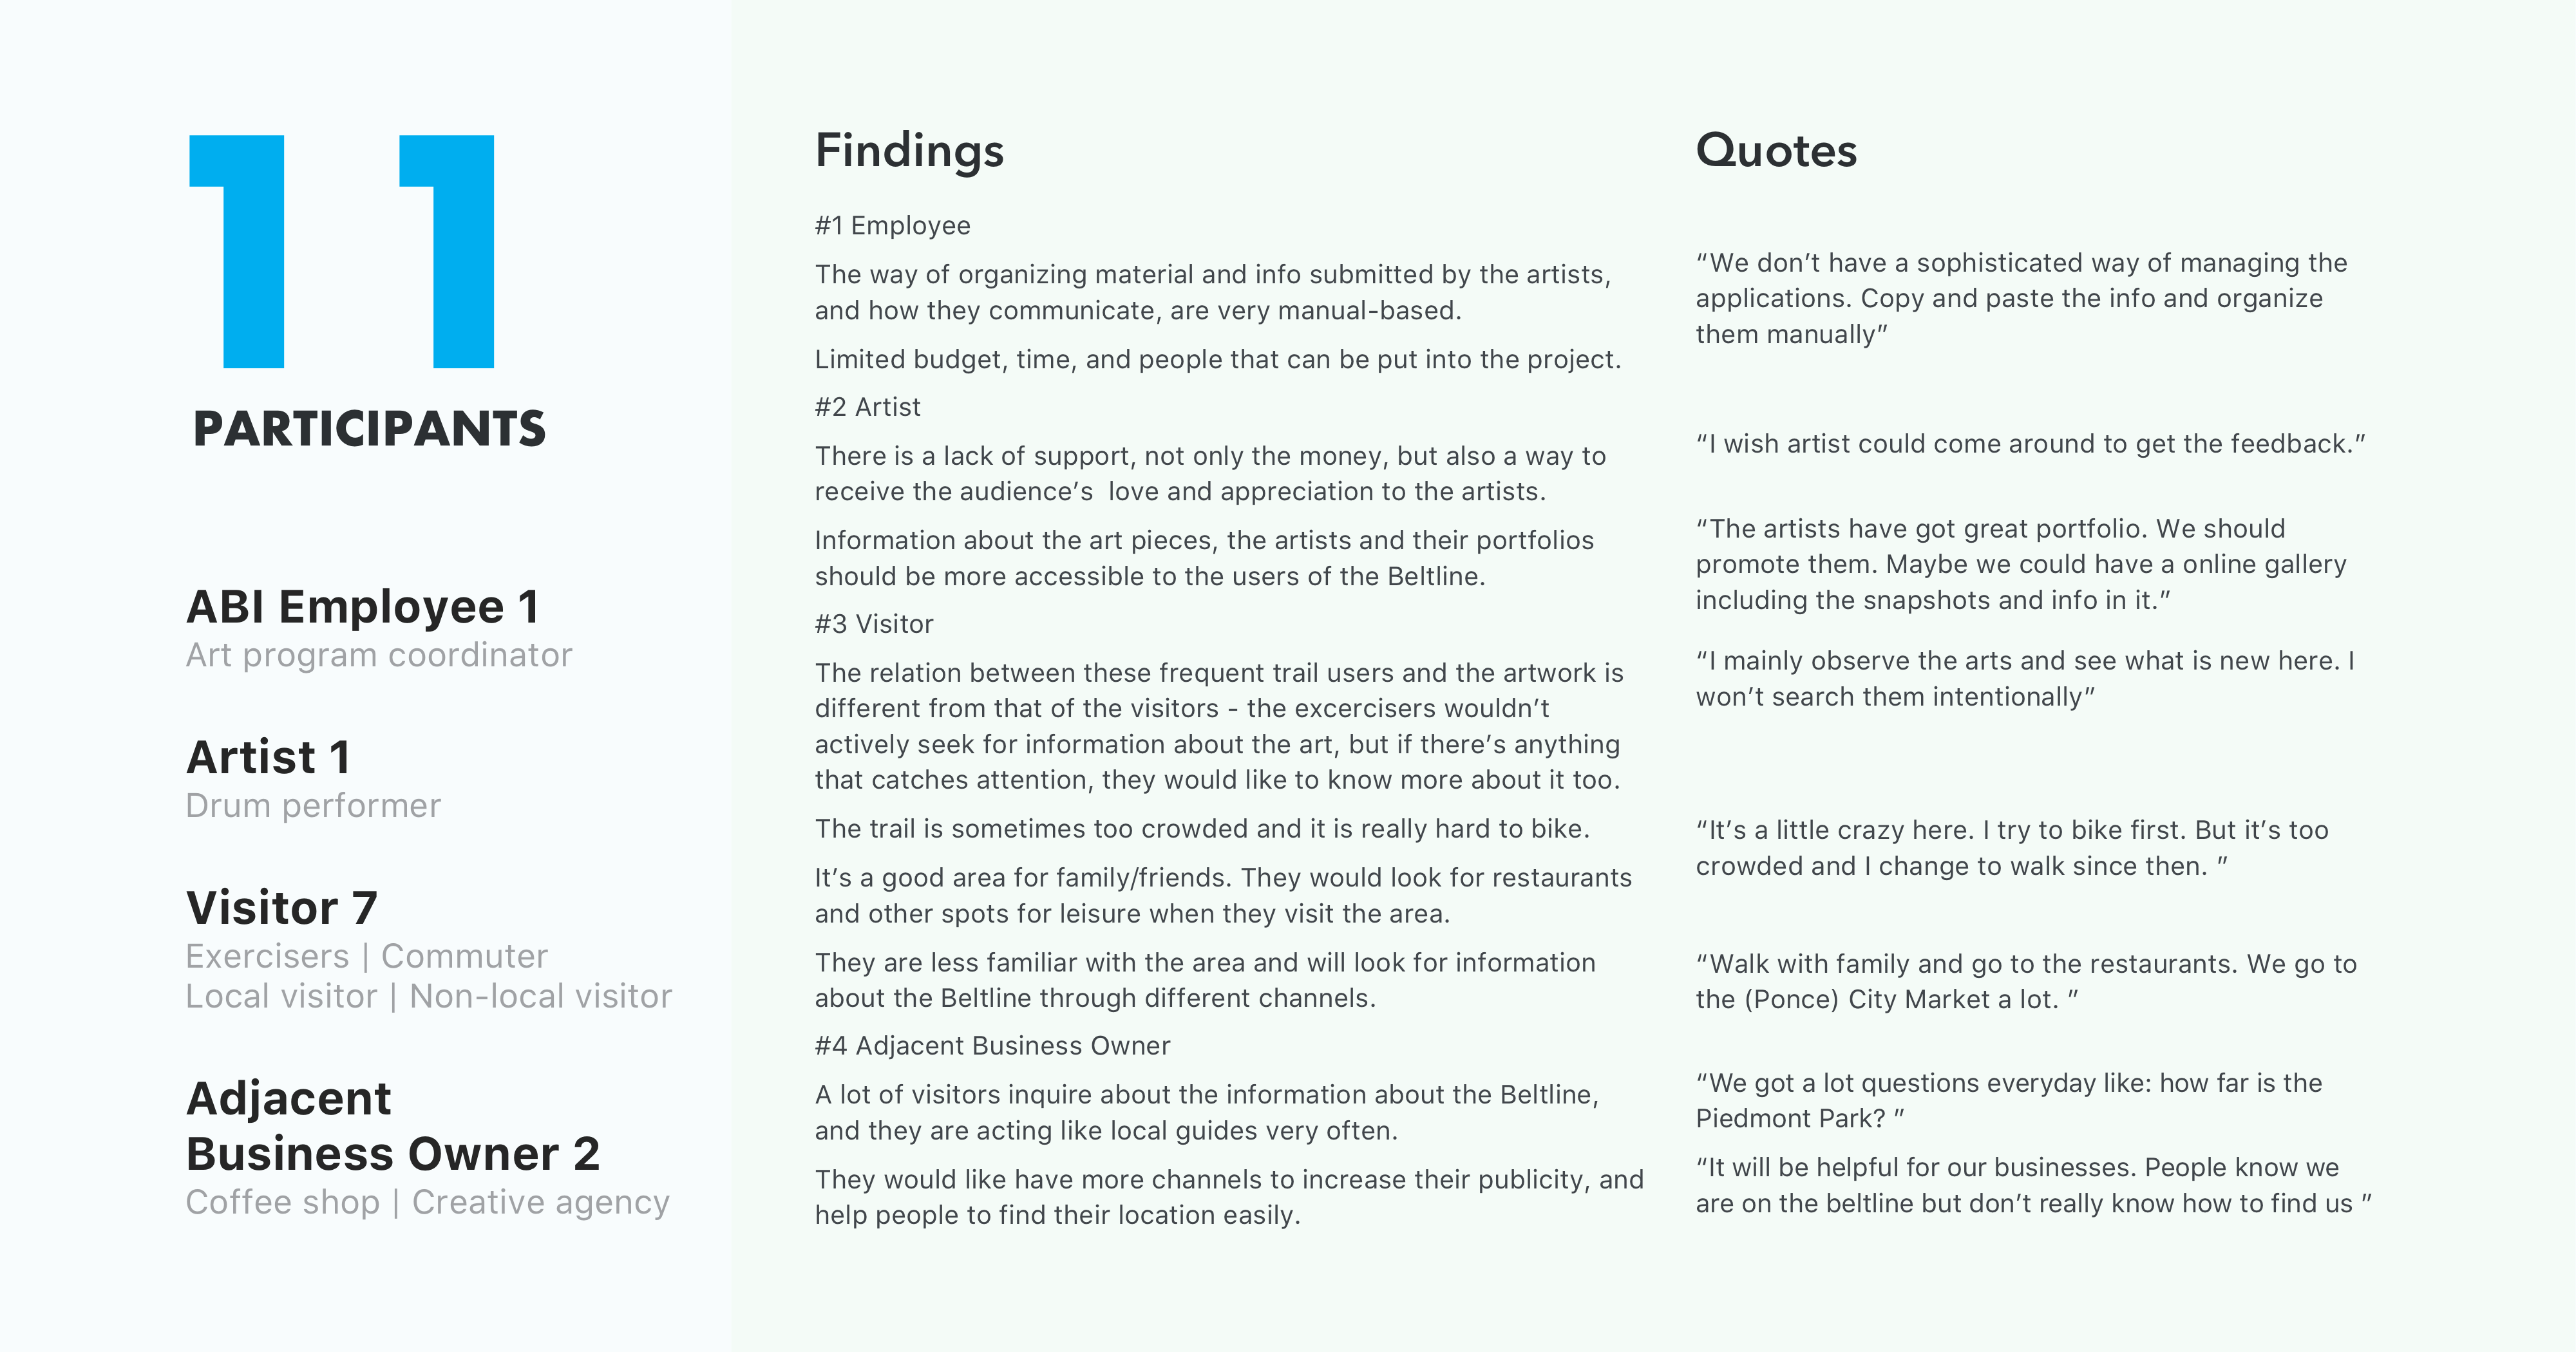 11
PARTICIPANTS
ABI Employee 1
Art program coordinator
Artist 1
Drum performer
Visitor 7
Exercisers | Commuter
Local visitor | Non-local visitor
Adjacent
Business Owner 2
Coffee shop | Creative agency
Findings
#1 Employee
The way of organizing material and info submitted by the artists,
and how they communicate, are very manual-based.
Limited budget, time, and people that can be put into the project.
#2 Artist
There is a lack of support, not only the money, but also a way to
receive the audience’s  love and appreciation to the artists.
Information about the art pieces, the artists and their portfolios
should be more accessible to the users of the Beltline.
#3 Visitor
The relation between these frequent trail users and the artwork is
different from that of the visitors - the excercisers wouldn’t
actively seek for information about the art, but if there’s anything
that catches attention, they would like to know more about it too.
The trail is sometimes too crowded and it is really hard to bike.
It’s a good area for family/friends. They would look for restaurants
and other spots for leisure when they visit the area.
They are less familiar with the area and will look for information
about the Beltline through different channels.
#4 Adjacent Business Owner
A lot of visitors inquire about the information about the Beltline,
and they are acting like local guides very often.
They would like have more channels to increase their publicity, and
help people to find their location easily.
Quotes
“We don’t have a sophisticated way of managing the
applications. Copy and paste the info and organize
them manually”
“I wish artist could come around to get the feedback.”
“The artists have got great portfolio. We should
promote them. Maybe we could have a online gallery
including the snapshots and info in it.”
“I mainly observe the arts and see what is new here. I
won’t search them intentionally”
“It’s a little crazy here. I try to bike first. But it’s too
crowded and I change to walk since then. ”
“Walk with family and go to the restaurants. We go to
the (Ponce) City Market a lot. ”
“We got a lot questions everyday like: how far is the
Piedmont Park? ”
“It will be helpful for our businesses. People know we
are on the beltline but don’t really know how to find us ”